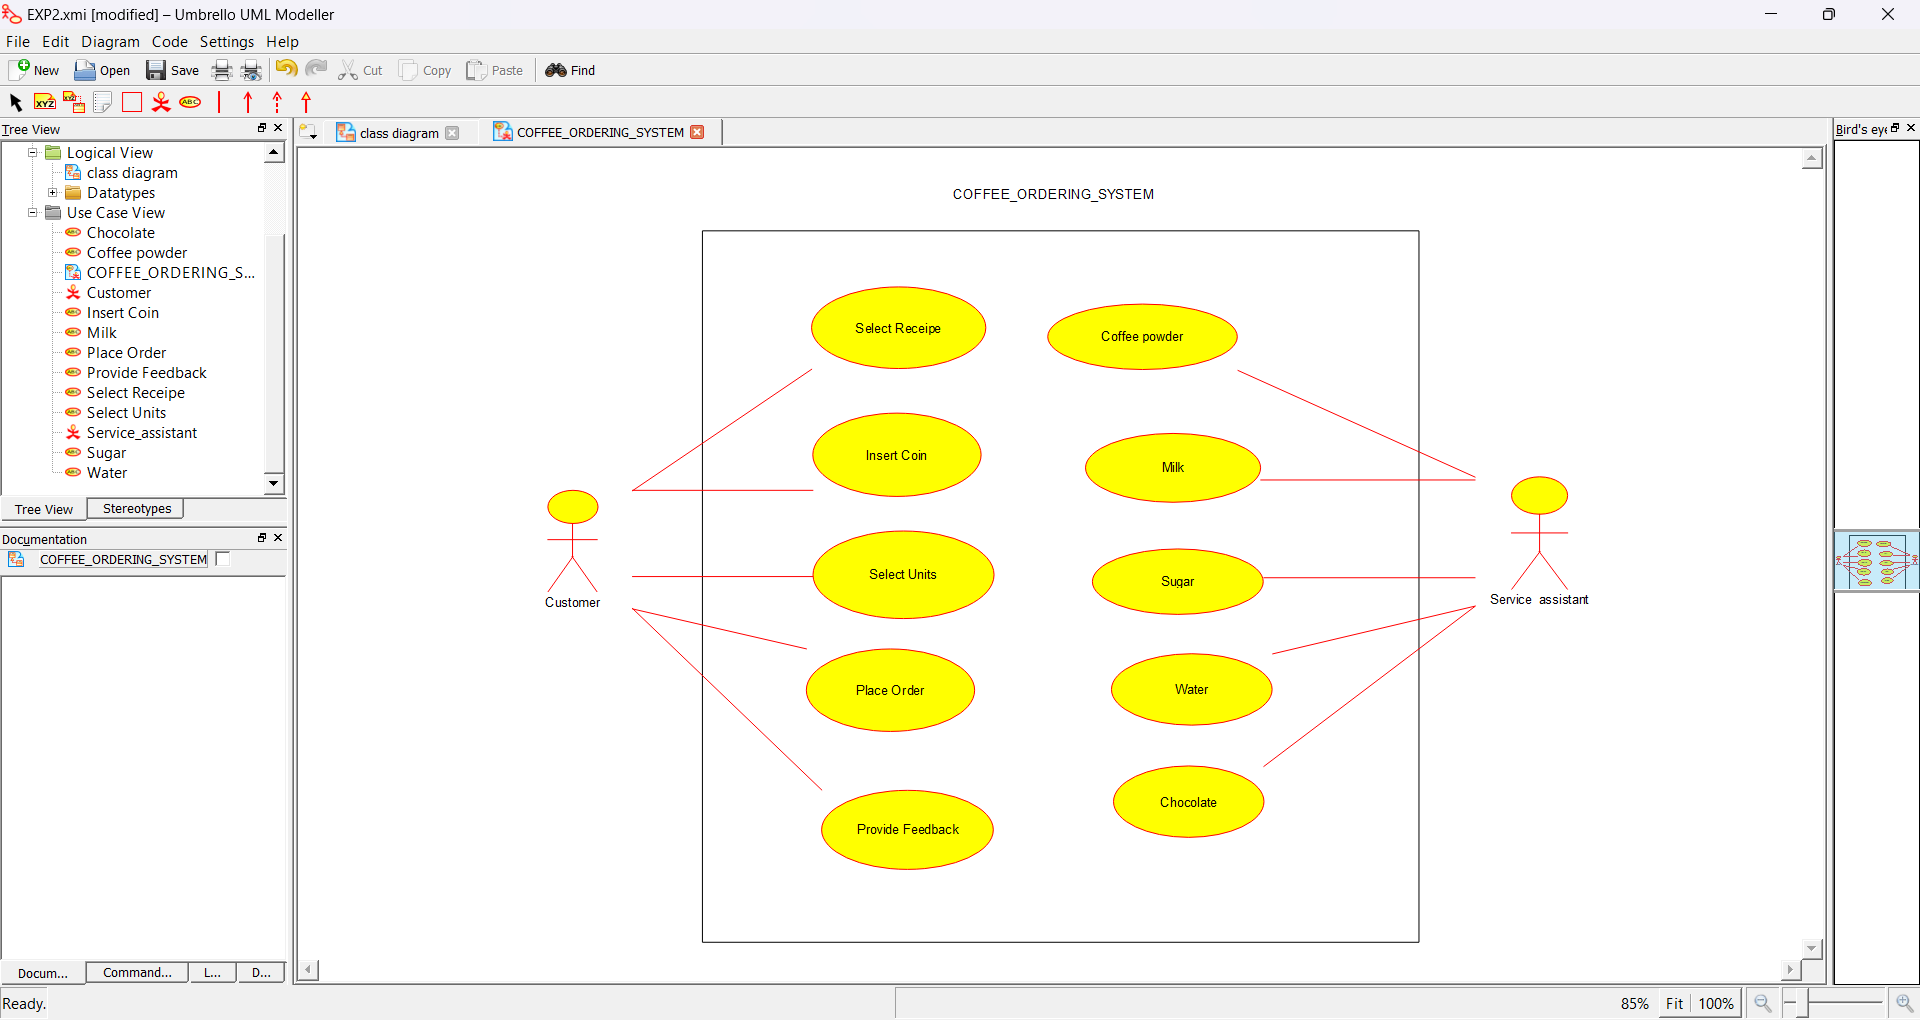 EXP2.xmi [modified] – Umbrello UML Modeller
File Edit Diagram Code Settings Help
New Open Save Cut Copy Paste Find
XYZ XYZ ABC
Tree View
class diagram COFFEE_ORDERING_SYSTEM
Bird's eye
Logical View
class diagram
Datatypes
Use Case View
Chocolate
Coffee powder
COFFEE_ORDERING_S...
Customer
Insert Coin
Milk
Place Order
Provide Feedback
Select Receipe
Select Units
Service_assistant
Sugar
Water
Tree View Stereotypes
Documentation
COFFEE_ORDERING_SYSTEM
Docum... Command... L... D...
COFFEE_ORDERING_SYSTEM
Select Receipe
Coffee powder
Insert Coin
Milk
Select Units
Sugar
Customer
Service assistant
Place Order
Water
Provide Feedback
Chocolate
Ready.
85% Fit 100%